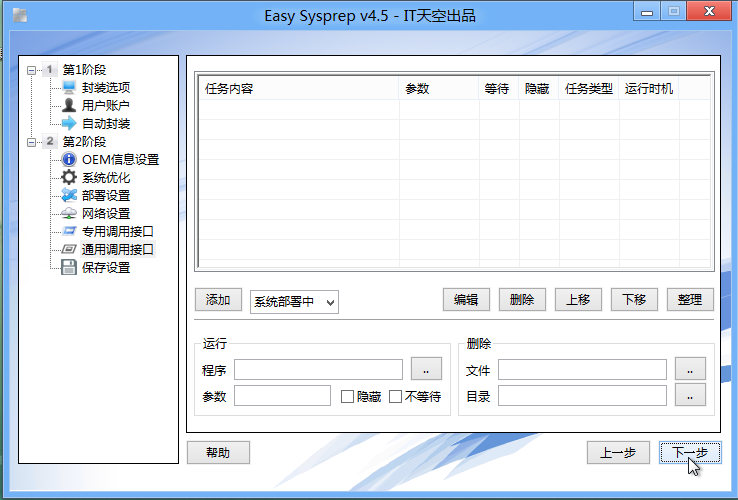 Easy Sysprep v4.5 - IT天空出品
1 第1阶段
封装选项
用户账户
自动封装
2 第2阶段
OEM信息设置
系统优化
部署设置
网络设置
专用调用接口
通用调用接口
保存设置
任务内容 参数 等待 隐藏 任务类型 运行时机
添加 系统部署中 编辑 删除 上移 下移 整理
运行
程序 ..
参数 隐藏 不等待
删除
文件 ..
目录 ..
帮助 上一步 下一步